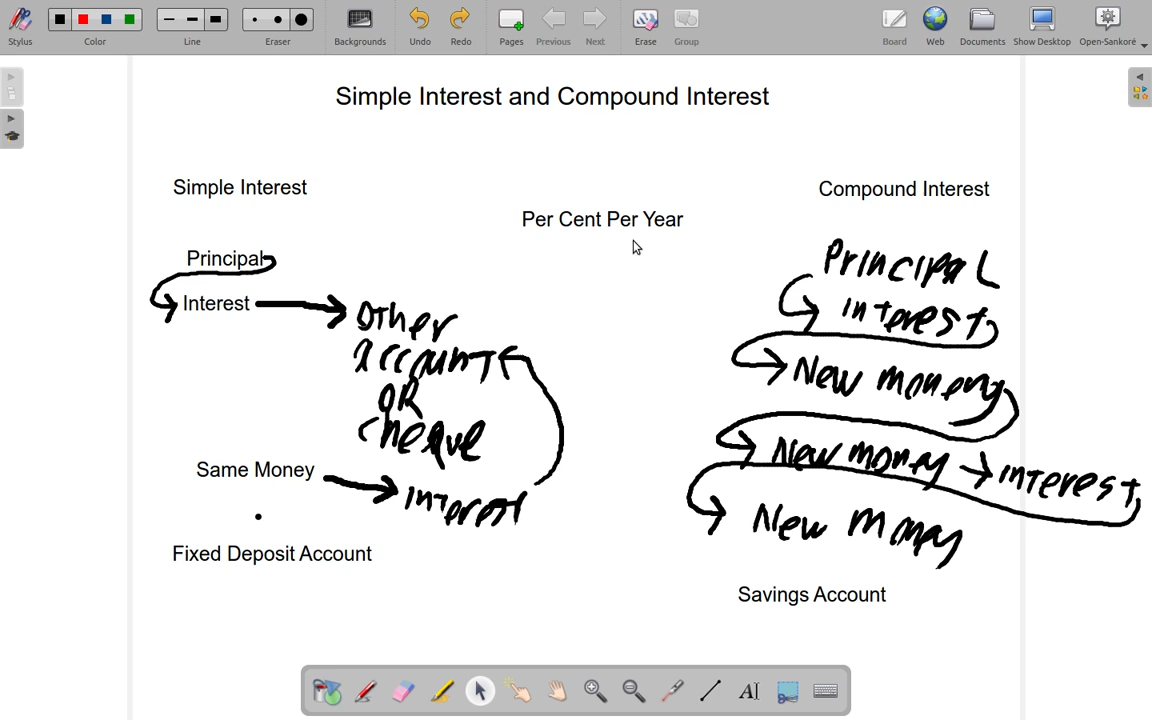 Stylus
Color
Line
Eraser
Backgrounds
Undo
Redo
Pages
Previous
Next
Erase
Group
Board
Web
Documents
Show Desktop
Open-Sankoré
Simple Interest and Compound Interest
Simple Interest
Compound Interest
Per Cent Per Year
Principal
Interest
Other
Account
OR
cheque
Same Money
Interest
Fixed Deposit Account
Principal
interest
New money
New money → interest
New money
Savings Account
AI